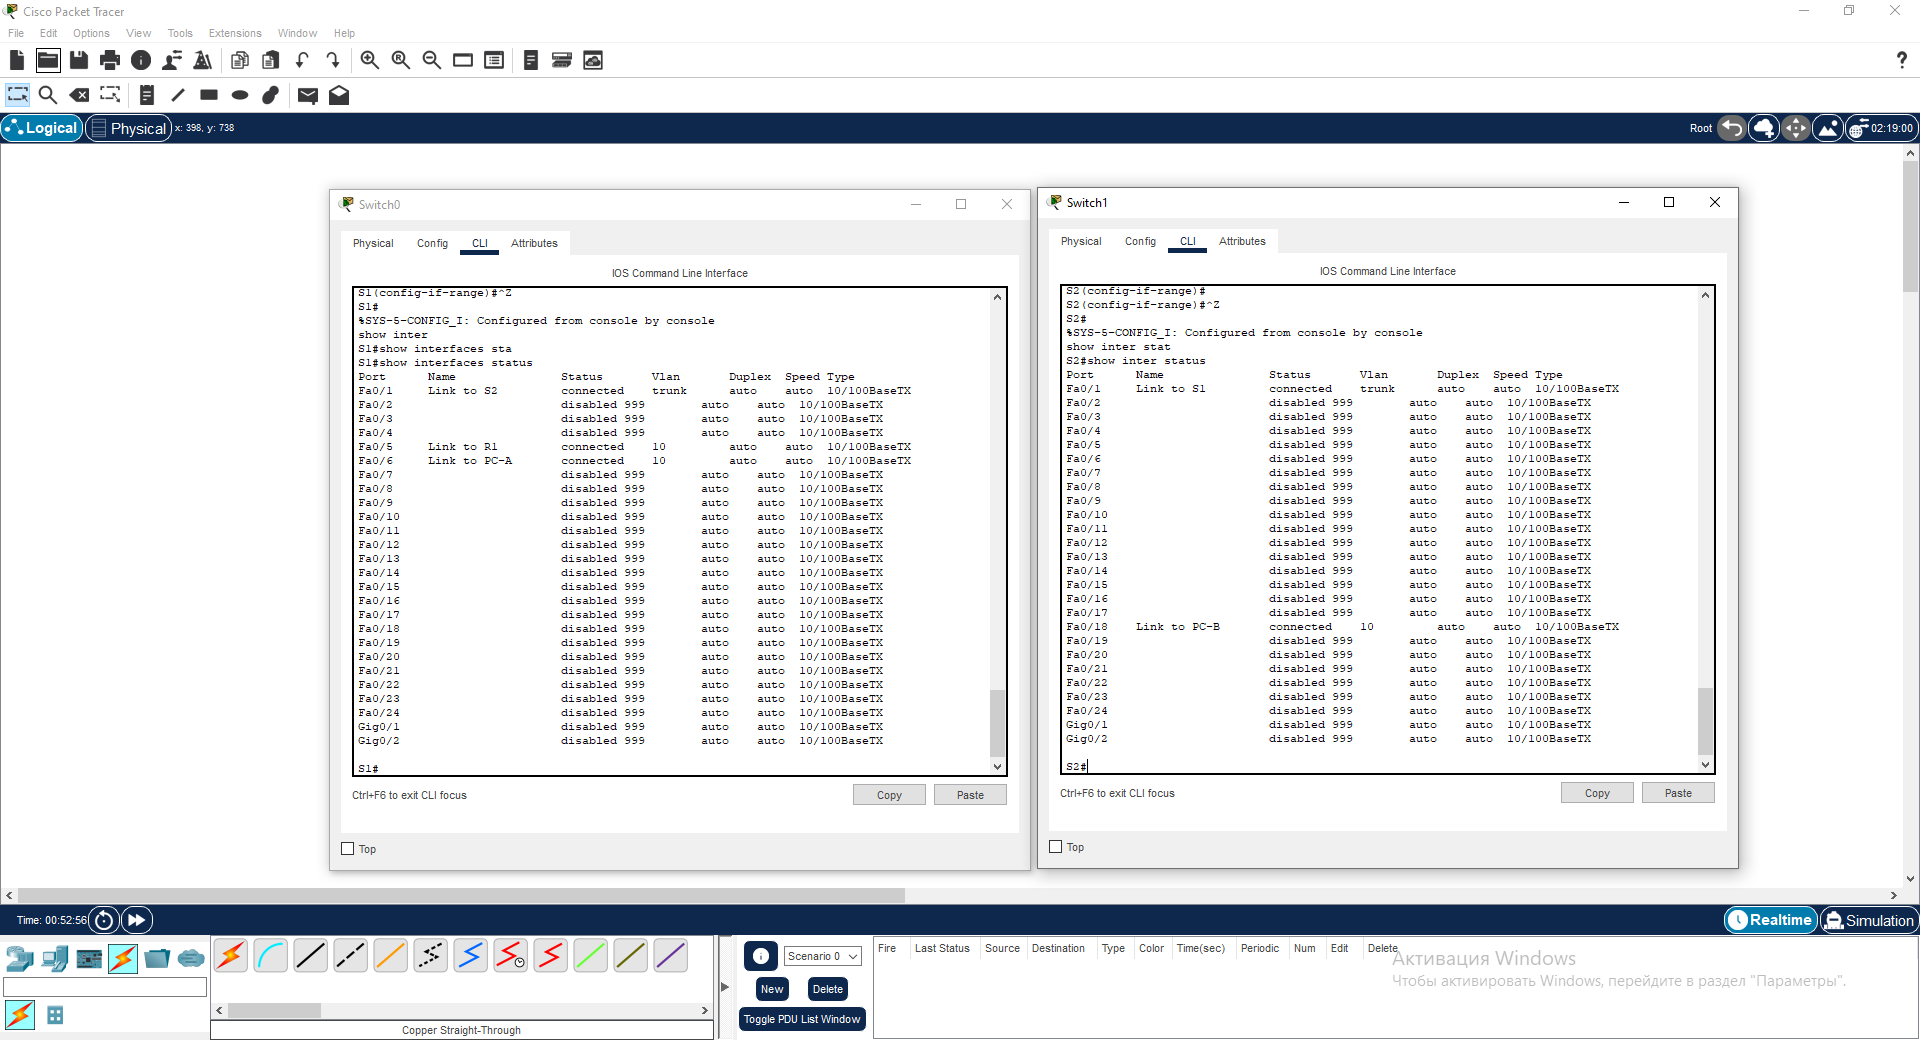 Cisco Packet Tracer
File Edit Options View Tools Extensions Window Help
Logical Physical x: 398, y: 738 Root 02:19:00
Switch0
Physical Config CLI Attributes
IOS Command Line Interface
S1(config-if-range)#^Z
S1#
%SYS-5-CONFIG_I: Configured from console by console
show inter
S1#show interfaces sta
S1#show interfaces status
Port Name Status Vlan Duplex Speed Type
Fa0/1 Link to S2 connected trunk auto auto 10/100BaseTX
Fa0/2 disabled 999 auto auto 10/100BaseTX
Fa0/3 disabled 999 auto auto 10/100BaseTX
Fa0/4 disabled 999 auto auto 10/100BaseTX
Fa0/5 Link to R1 connected 10 auto auto 10/100BaseTX
Fa0/6 Link to PC-A connected 10 auto auto 10/100BaseTX
Fa0/7 disabled 999 auto auto 10/100BaseTX
Fa0/8 disabled 999 auto auto 10/100BaseTX
Fa0/9 disabled 999 auto auto 10/100BaseTX
Fa0/10 disabled 999 auto auto 10/100BaseTX
Fa0/11 disabled 999 auto auto 10/100BaseTX
Fa0/12 disabled 999 auto auto 10/100BaseTX
Fa0/13 disabled 999 auto auto 10/100BaseTX
Fa0/14 disabled 999 auto auto 10/100BaseTX
Fa0/15 disabled 999 auto auto 10/100BaseTX
Fa0/16 disabled 999 auto auto 10/100BaseTX
Fa0/17 disabled 999 auto auto 10/100BaseTX
Fa0/18 disabled 999 auto auto 10/100BaseTX
Fa0/19 disabled 999 auto auto 10/100BaseTX
Fa0/20 disabled 999 auto auto 10/100BaseTX
Fa0/21 disabled 999 auto auto 10/100BaseTX
Fa0/22 disabled 999 auto auto 10/100BaseTX
Fa0/23 disabled 999 auto auto 10/100BaseTX
Fa0/24 disabled 999 auto auto 10/100BaseTX
Gig0/1 disabled 999 auto auto 10/100BaseTX
Gig0/2 disabled 999 auto auto 10/100BaseTX
S1#
Ctrl+F6 to exit CLI focus Copy Paste
Top
Switch1
Physical Config CLI Attributes
IOS Command Line Interface
S2(config-if-range)#
S2(config-if-range)#^Z
S2#
%SYS-5-CONFIG_I: Configured from console by console
show inter stat
S2#show inter status
Port Name Status Vlan Duplex Speed Type
Fa0/1 Link to S1 connected trunk auto auto 10/100BaseTX
Fa0/2 disabled 999 auto auto 10/100BaseTX
Fa0/3 disabled 999 auto auto 10/100BaseTX
Fa0/4 disabled 999 auto auto 10/100BaseTX
Fa0/5 disabled 999 auto auto 10/100BaseTX
Fa0/6 disabled 999 auto auto 10/100BaseTX
Fa0/7 disabled 999 auto auto 10/100BaseTX
Fa0/8 disabled 999 auto auto 10/100BaseTX
Fa0/9 disabled 999 auto auto 10/100BaseTX
Fa0/10 disabled 999 auto auto 10/100BaseTX
Fa0/11 disabled 999 auto auto 10/100BaseTX
Fa0/12 disabled 999 auto auto 10/100BaseTX
Fa0/13 disabled 999 auto auto 10/100BaseTX
Fa0/14 disabled 999 auto auto 10/100BaseTX
Fa0/15 disabled 999 auto auto 10/100BaseTX
Fa0/16 disabled 999 auto auto 10/100BaseTX
Fa0/17 disabled 999 auto auto 10/100BaseTX
Fa0/18 Link to PC-B connected 10 auto auto 10/100BaseTX
Fa0/19 disabled 999 auto auto 10/100BaseTX
Fa0/20 disabled 999 auto auto 10/100BaseTX
Fa0/21 disabled 999 auto auto 10/100BaseTX
Fa0/22 disabled 999 auto auto 10/100BaseTX
Fa0/23 disabled 999 auto auto 10/100BaseTX
Fa0/24 disabled 999 auto auto 10/100BaseTX
Gig0/1 disabled 999 auto auto 10/100BaseTX
Gig0/2 disabled 999 auto auto 10/100BaseTX
S2#
Ctrl+F6 to exit CLI focus Copy Paste
Top
Time: 00:52:56 Realtime Simulation
Scenario 0
New Delete
Toggle PDU List Window
Fire Last Status Source Destination Type Color Time(sec) Periodic Num Edit Delete
Copper Straight-Through
Активация Windows
Чтобы активировать Windows, перейдите в раздел "Параметры".